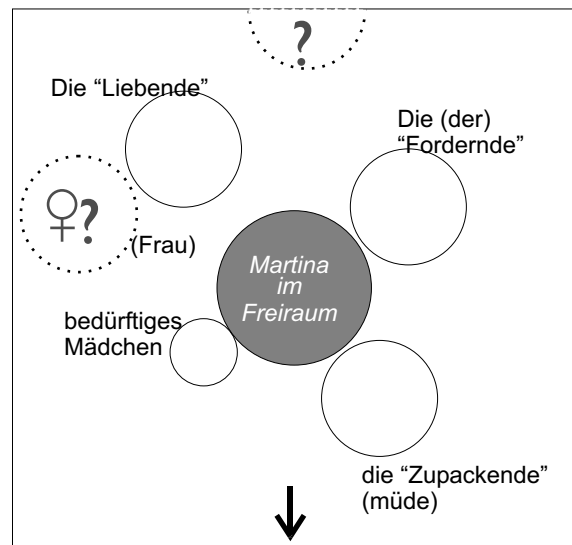 ?
Die “Liebende”
Die (der)
“Fordernde”
♀?
(Frau)
Martina
im
Freiraum
bedürftiges
Mädchen
die “Zupackende”
(müde)